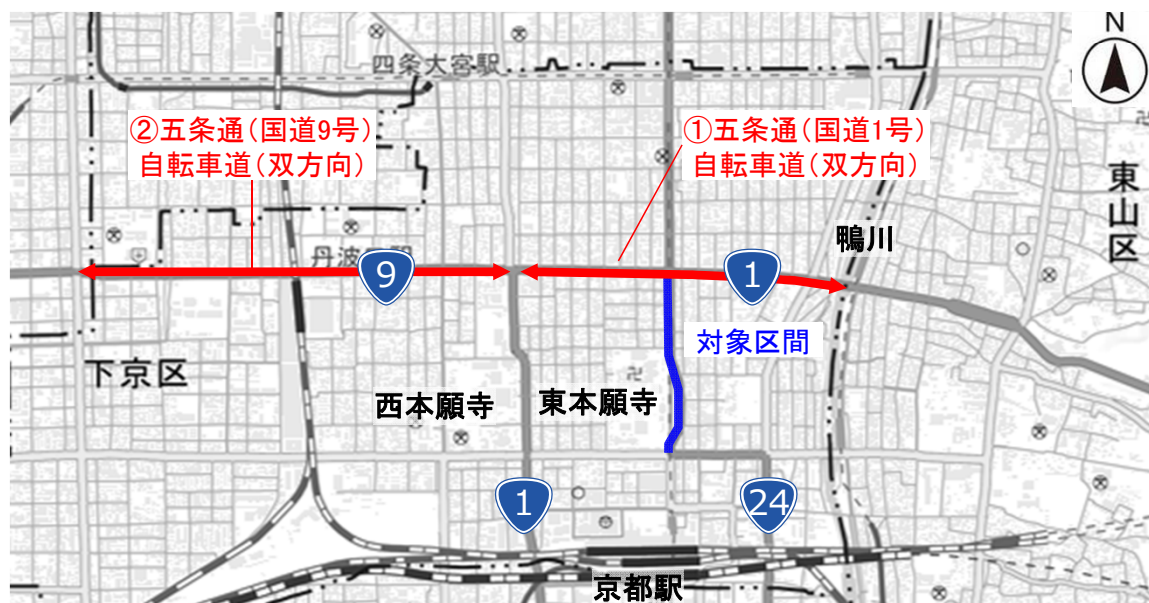 N
四条大宮駅
②五条通(国道9号)
自転車道(双方向)
①五条通(国道1号)
自転車道(双方向)
東山区
鴨川
9
1
対象区間
下京区
西本願寺
東本願寺
1
24
京都駅